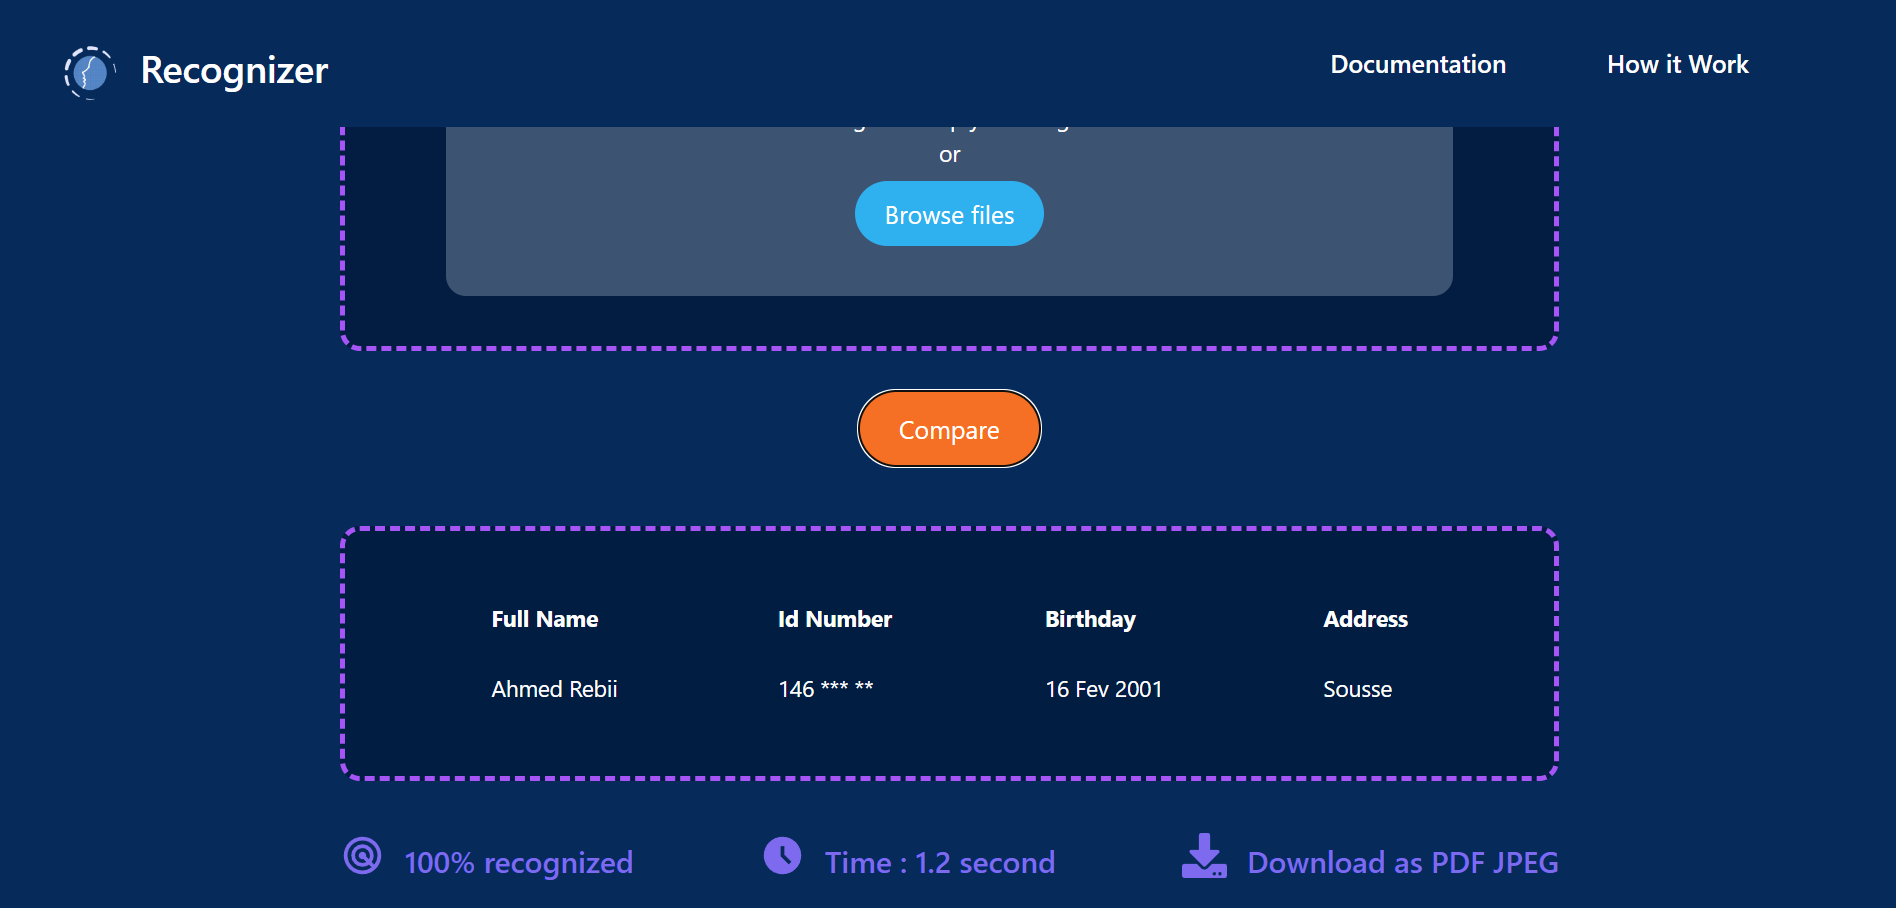 Recognizer
Documentation
How it Work
or
Browse files
Compare
Full Name Id Number Birthday Address
Ahmed Rebii 146 *** ** 16 Fev 2001 Sousse
100% recognized
Time : 1.2 second
Download as PDF JPEG